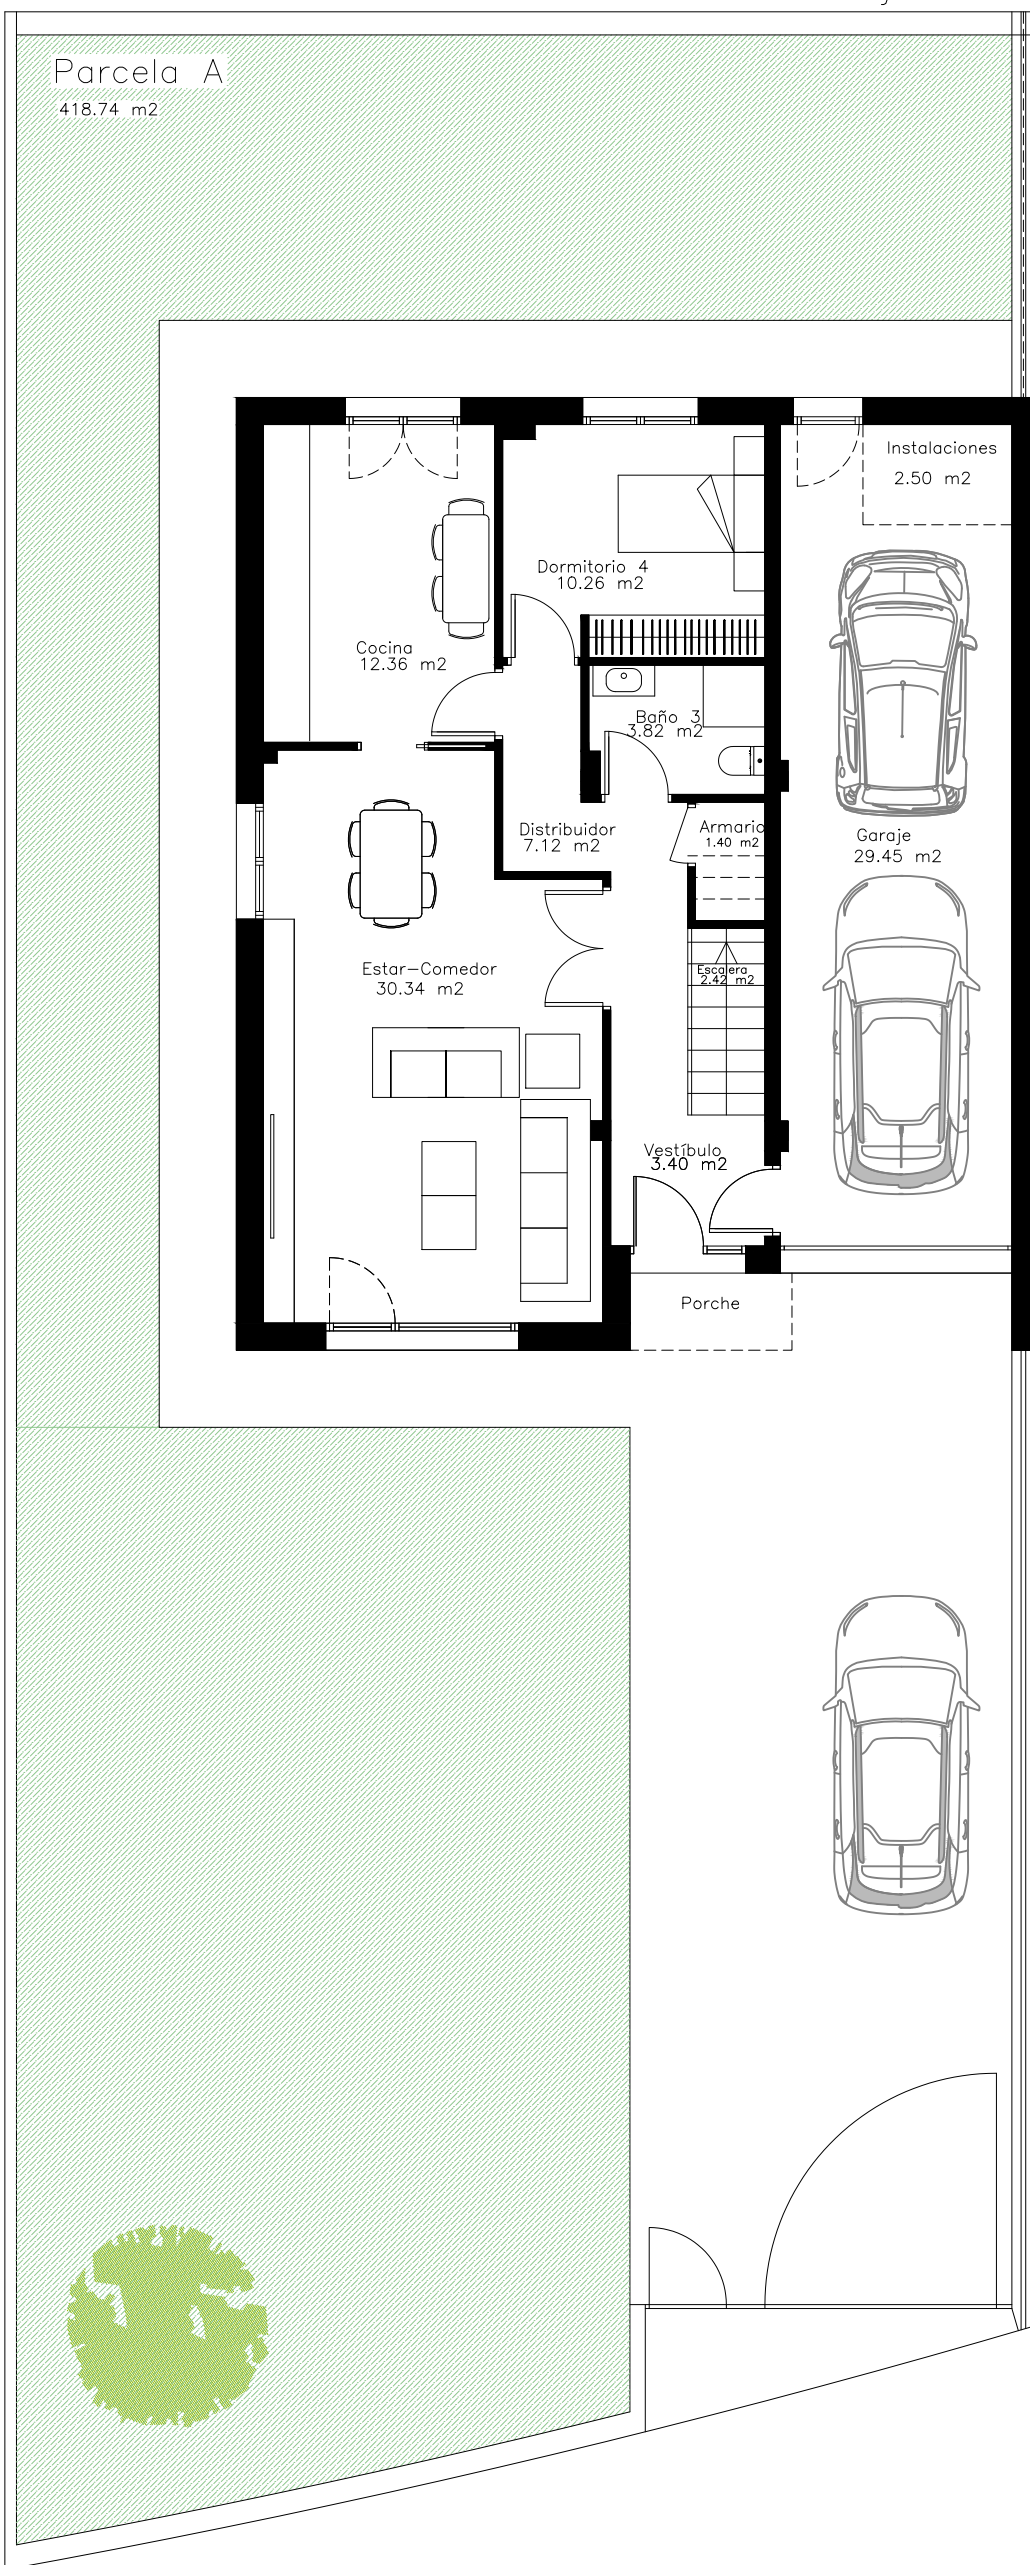 Parcela A
418.74 m2
Instalaciones
2.50 m2
Dormitorio 4
10.26 m2
Cocina
12.36 m2
Baño 3
3.82 m2
Distribuidor
7.12 m2
Armario
1.40 m2
Garaje
29.45 m2
Estar-Comedor
30.34 m2
Escalera
2.42 m2
Vestíbulo
3.40 m2
Porche